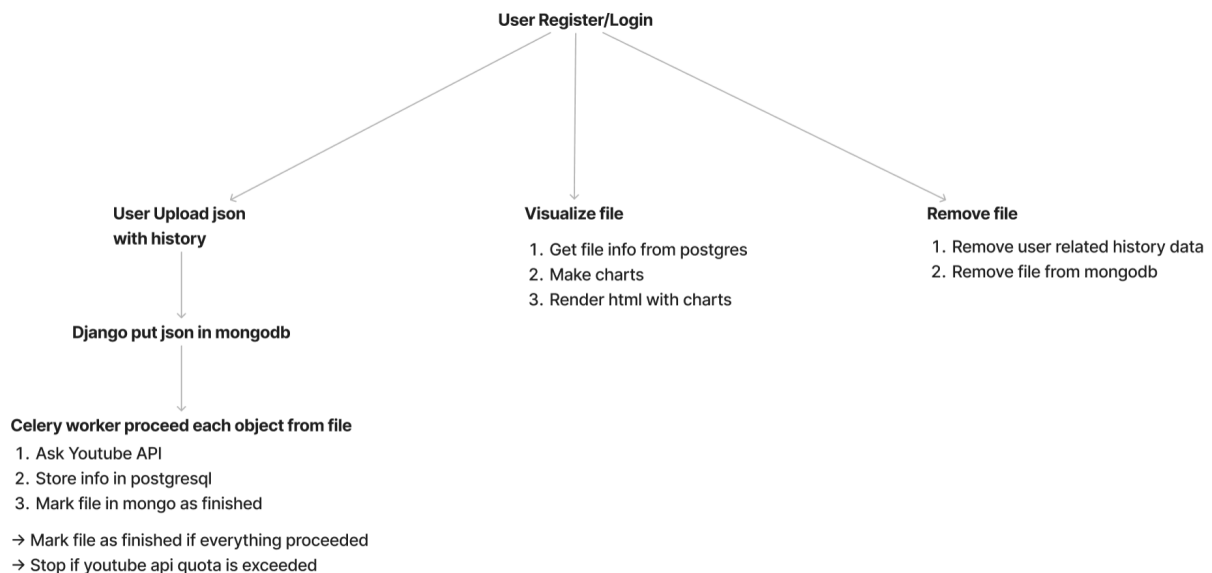 User Register/Login
User Upload json
with history
Django put json in mongodb
Celery worker proceed each object from file
1. Ask Youtube API
2. Store info in postgresql
3. Mark file in mongo as finished
→ Mark file as finished if everything proceeded
→ Stop if youtube api quota is exceeded
Visualize file
1. Get file info from postgres
2. Make charts
3. Render html with charts
Remove file
1. Remove user related history data
2. Remove file from mongodb